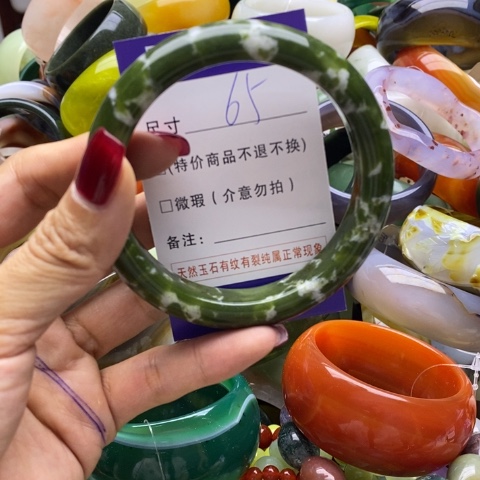 尺寸 65
□(特价商品不退不换)
□微瑕(介意勿拍)
备注:
天然玉石有纹有裂纯属正常现象